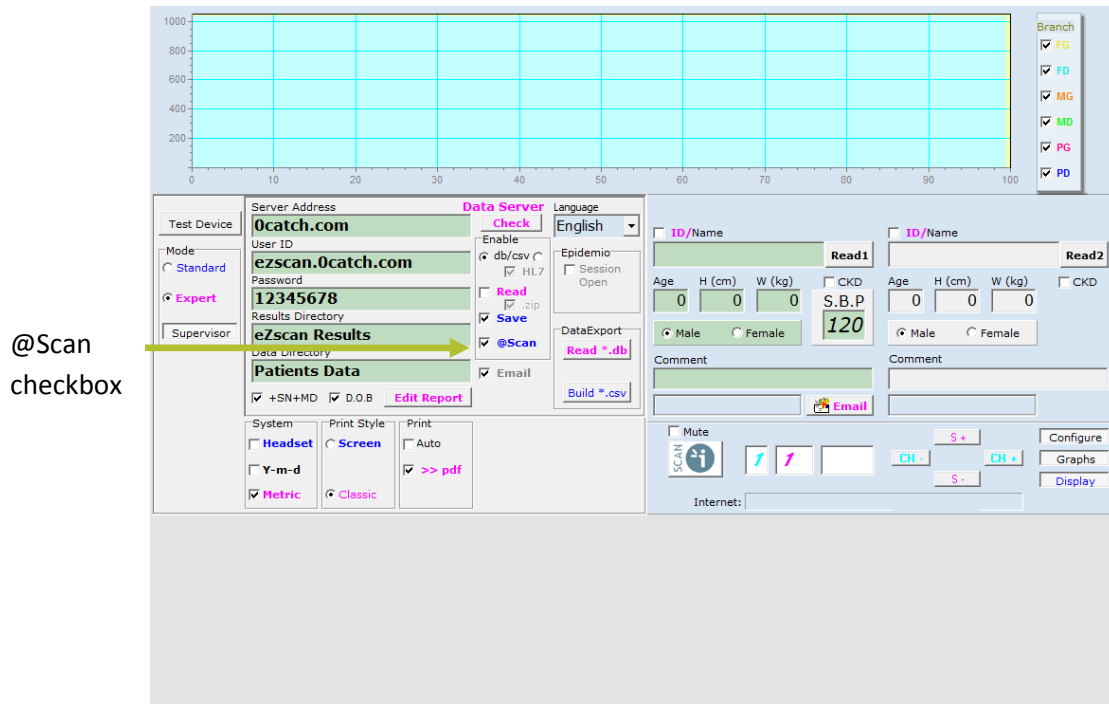 1000
800
600
400
200
0 10 20 30 40 50 60 70 80 90 100
Branch
FG
FD
MG
MD
PG
PD
Test Device
Mode
Standard
Expert
Supervisor
Server Address
0catch.com
User ID
ezscan.0catch.com
Password
12345678
Results Directory
eZscan Results
Data Directory
Patients Data
+SN+MD D.O.B Edit Report
Data Server
Check
Enable
db/csv
HL7
Read
.zip
Save
@Scan
Email
Language
English
Epidemio
Session
Open
DataExport
Read *.db
Build *.csv
@Scan
checkbox
System
Headset
Y-m-d
Metric
Print Style
Screen
Classic
Print
Auto
>> pdf
ID/Name
Read1
Age H (cm) W (kg) CKD
0 0 0 S.B.P
120
Male Female
Comment
Email
ID/Name
Read2
Age H (cm) W (kg) CKD
0 0 0
Male Female
Comment
Mute
SCAN
1 1
S +
CH - CH +
S -
Configure
Graphs
Display
Internet: